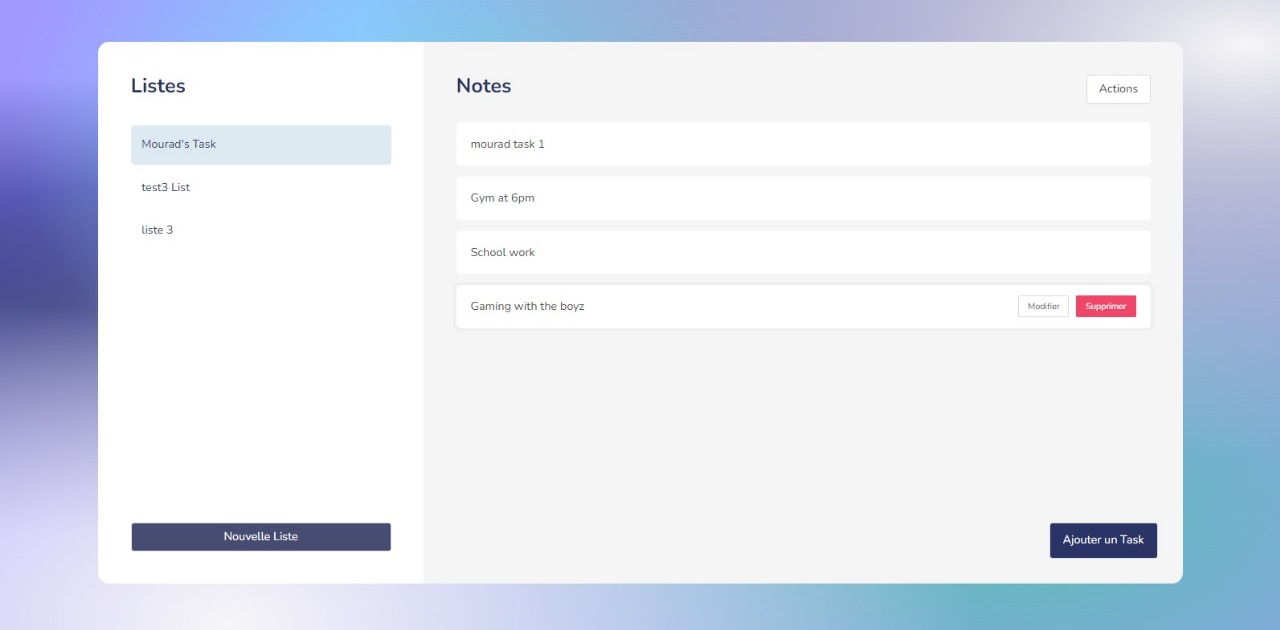 Listes
Mourad's Task
test3 List
liste 3
Nouvelle Liste
Notes
Actions
mourad task 1
Gym at 6pm
School work
Gaming with the boyz
Modifier
Supprimer
Ajouter un Task